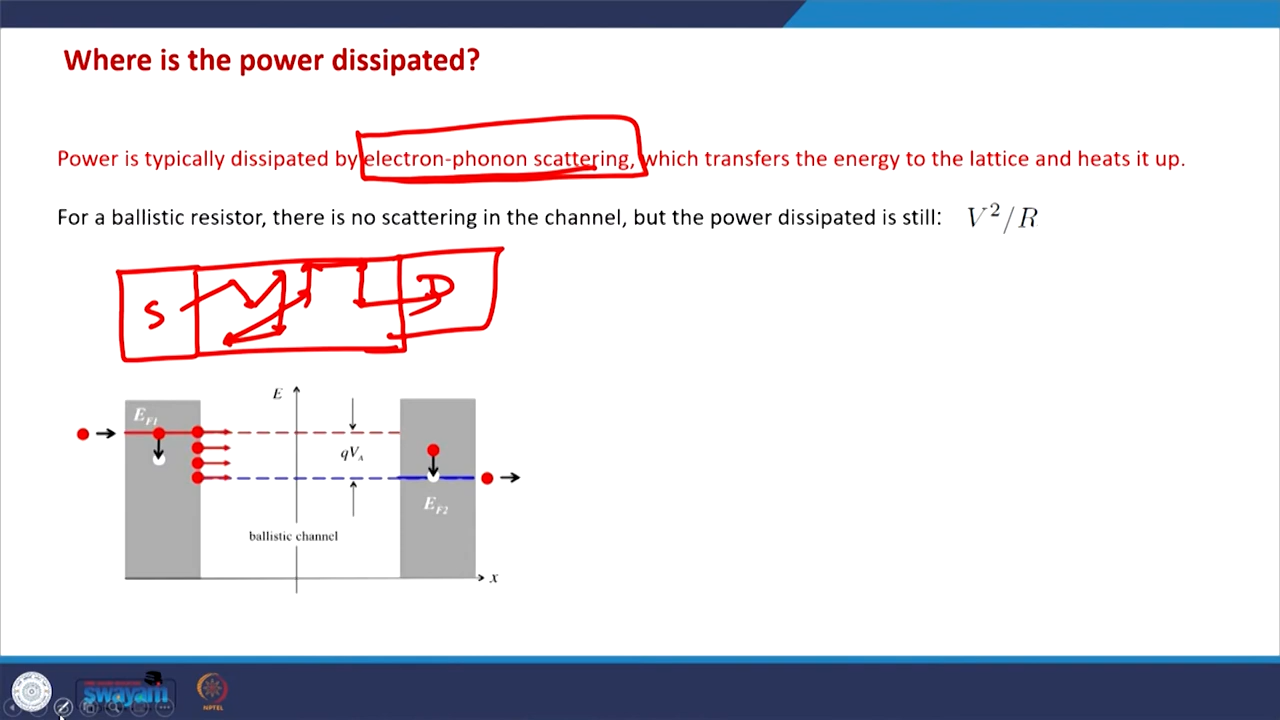 Where is the power dissipated?
Power is typically dissipated by electron-phonon scattering, which transfers the energy to the lattice and heats it up.
For a ballistic resistor, there is no scattering in the channel, but the power dissipated is still: V²/R
S
D
E
E_F1
qV_A
E_F2
ballistic channel
x
swayam
NPTEL